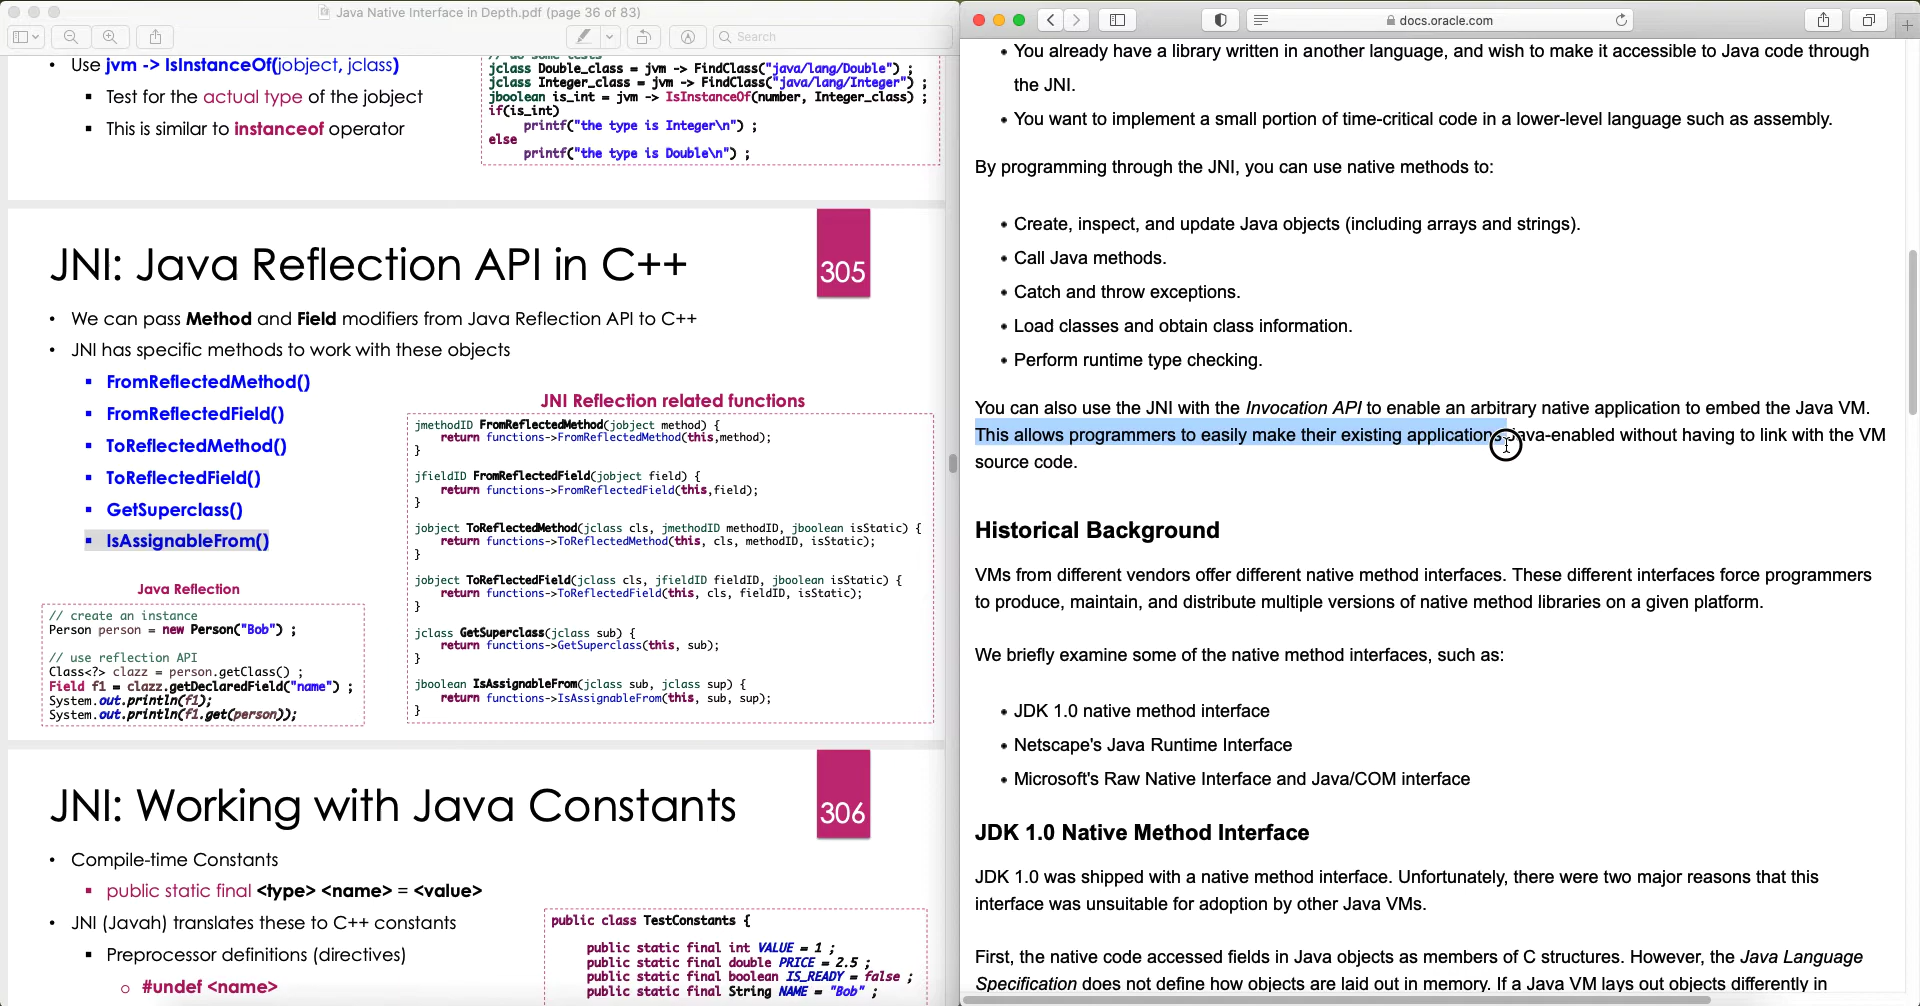 Java Native Interface in Depth.pdf (page 36 of 83)
Search
• Use jvm -> IsInstanceOf(jobject, jclass)
▪ Test for the actual type of the jobject
▪ This is similar to instanceof operator
// do some tests
jclass Double_class = jvm -> FindClass("java/lang/Double") ;
jclass Integer_class = jvm -> FindClass("java/lang/Integer") ;
jboolean is_int = jvm -> IsInstanceOf(number, Integer_class) ;
if(is_int)
printf("the type is Integer\n") ;
else
printf("the type is Double\n") ;
JNI: Java Reflection API in C++
305
• We can pass Method and Field modifiers from Java Reflection API to C++
• JNI has specific methods to work with these objects
▪ FromReflectedMethod()
▪ FromReflectedField()
▪ ToReflectedMethod()
▪ ToReflectedField()
▪ GetSuperclass()
▪ IsAssignableFrom()
Java Reflection
// create an instance
Person person = new Person("Bob") ;
// use reflection API
Class<?> clazz = person.getClass() ;
Field f1 = clazz.getDeclaredField("name") ;
System.out.println(f1);
System.out.println(f1.get(person));
JNI Reflection related functions
jmethodID FromReflectedMethod(jobject method) {
return functions->FromReflectedMethod(this,method);
}
jfieldID FromReflectedField(jobject field) {
return functions->FromReflectedField(this,field);
}
jobject ToReflectedMethod(jclass cls, jmethodID methodID, jboolean isStatic) {
return functions->ToReflectedMethod(this, cls, methodID, isStatic);
}
jobject ToReflectedField(jclass cls, jfieldID fieldID, jboolean isStatic) {
return functions->ToReflectedField(this, cls, fieldID, isStatic);
}
jclass GetSuperclass(jclass sub) {
return functions->GetSuperclass(this, sub);
}
jboolean IsAssignableFrom(jclass sub, jclass sup) {
return functions->IsAssignableFrom(this, sub, sup);
}
JNI: Working with Java Constants
306
• Compile-time Constants
▪ public static final <type> <name> = <value>
• JNI (Javah) translates these to C++ constants
▪ Preprocessor definitions (directives)
o #undef <name>
public class TestConstants {
public static final int VALUE = 1 ;
public static final double PRICE = 2.5 ;
public static final boolean IS_READY = false ;
public static final String NAME = "Bob" ;
docs.oracle.com
• You already have a library written in another language, and wish to make it accessible to Java code through
the JNI.
• You want to implement a small portion of time-critical code in a lower-level language such as assembly.
By programming through the JNI, you can use native methods to:
• Create, inspect, and update Java objects (including arrays and strings).
• Call Java methods.
• Catch and throw exceptions.
• Load classes and obtain class information.
• Perform runtime type checking.
You can also use the JNI with the Invocation API to enable an arbitrary native application to embed the Java VM.
This allows programmers to easily make their existing applications Java-enabled without having to link with the VM
source code.
Historical Background
VMs from different vendors offer different native method interfaces. These different interfaces force programmers
to produce, maintain, and distribute multiple versions of native method libraries on a given platform.
We briefly examine some of the native method interfaces, such as:
• JDK 1.0 native method interface
• Netscape's Java Runtime Interface
• Microsoft's Raw Native Interface and Java/COM interface
JDK 1.0 Native Method Interface
JDK 1.0 was shipped with a native method interface. Unfortunately, there were two major reasons that this
interface was unsuitable for adoption by other Java VMs.
First, the native code accessed fields in Java objects as members of C structures. However, the Java Language
Specification does not define how objects are laid out in memory. If a Java VM lays out objects differently in